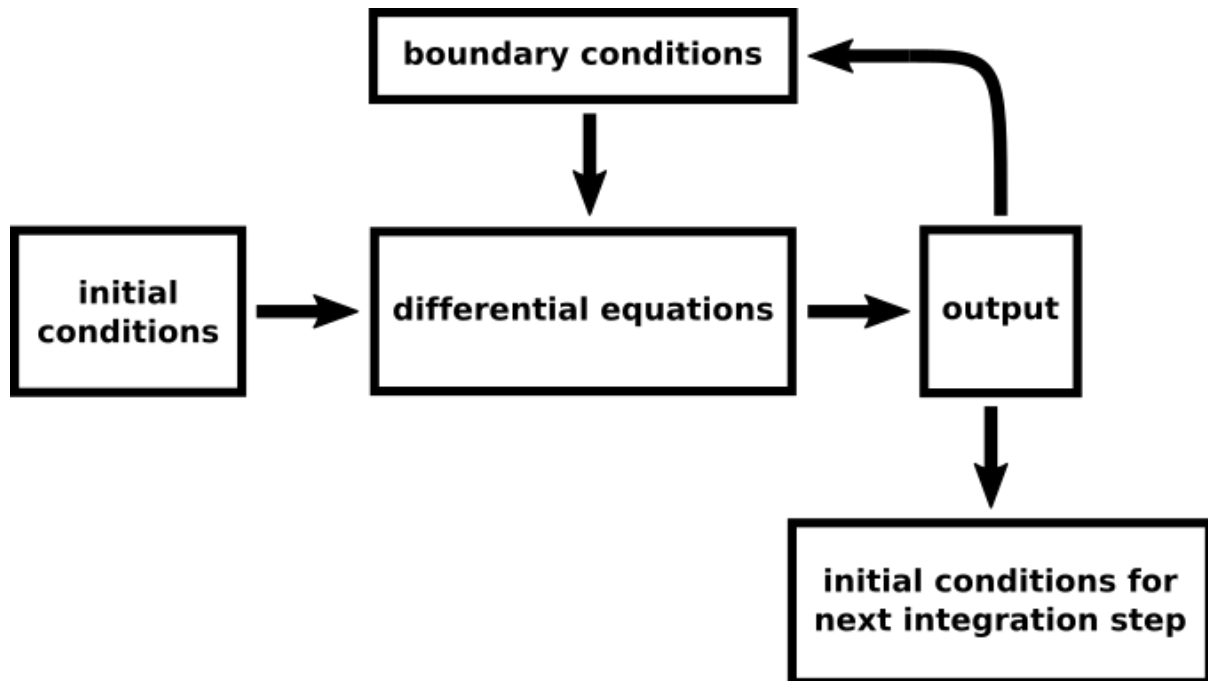 boundary conditions
initial
conditions
differential equations
output
initial conditions for
next integration step